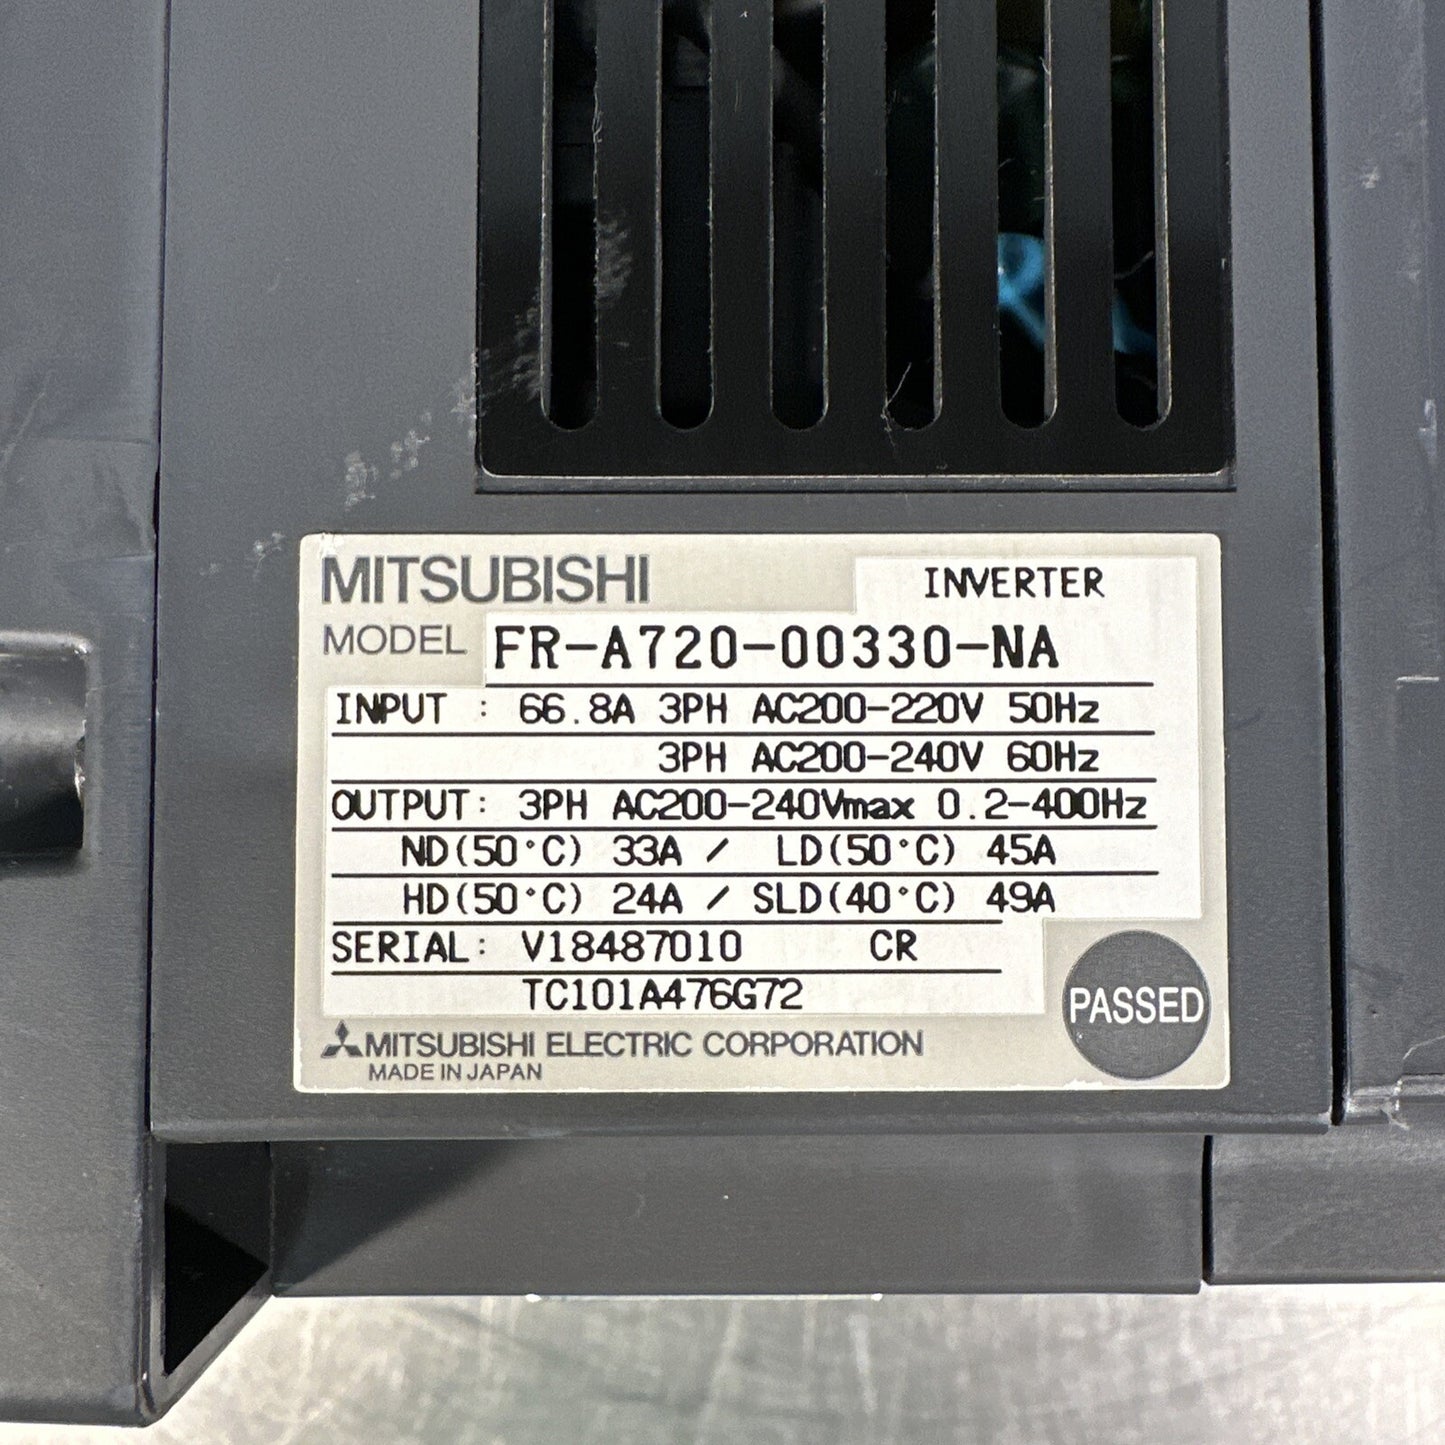 MITSUBISHI INVERTER
MODEL FR-A720-00330-NA
INPUT : 66.8A 3PH AC200-220V 50Hz
3PH AC200-240V 60Hz
OUTPUT: 3PH AC200-240Vmax 0.2-400Hz
ND(50°C) 33A / LD(50°C) 45A
HD(50°C) 24A / SLD(40°C) 49A
SERIAL: V18487010 CR
TC101A476G72
PASSED
MITSUBISHI ELECTRIC CORPORATION
MADE IN JAPAN